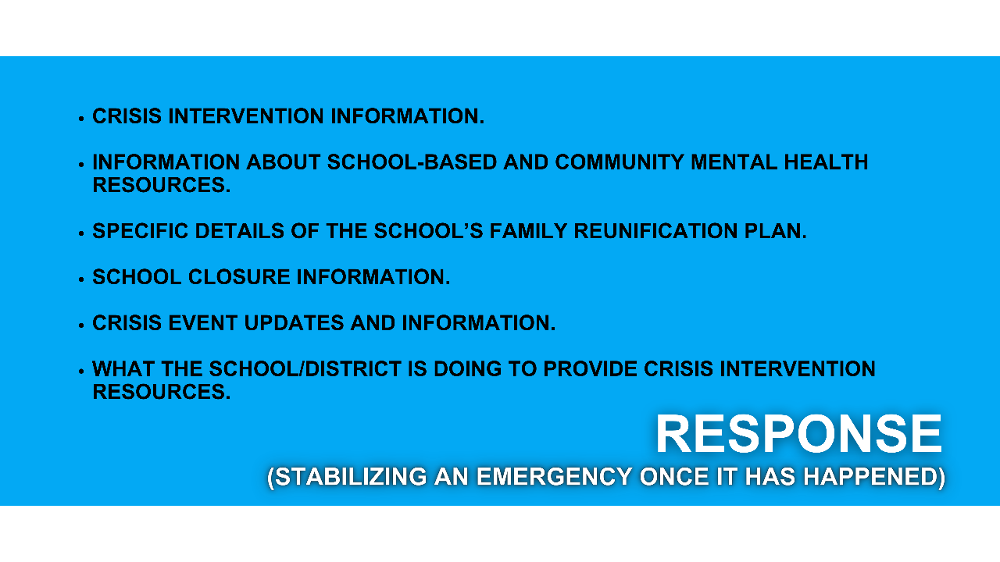 • CRISIS INTERVENTION INFORMATION.
• INFORMATION ABOUT SCHOOL-BASED AND COMMUNITY MENTAL HEALTH
RESOURCES.
• SPECIFIC DETAILS OF THE SCHOOL’S FAMILY REUNIFICATION PLAN.
• SCHOOL CLOSURE INFORMATION.
• CRISIS EVENT UPDATES AND INFORMATION.
• WHAT THE SCHOOL/DISTRICT IS DOING TO PROVIDE CRISIS INTERVENTION
RESOURCES.
RESPONSE
(STABILIZING AN EMERGENCY ONCE IT HAS HAPPENED)